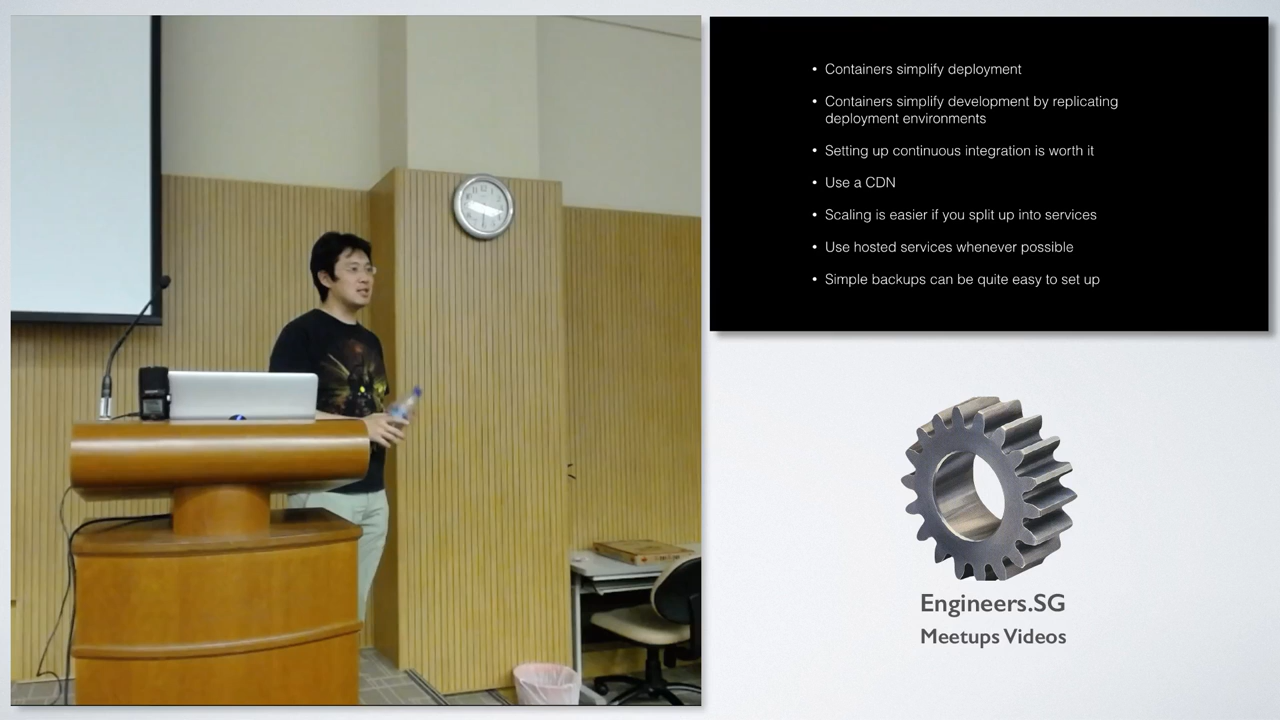 • Containers simplify deployment
• Containers simplify development by replicating
deployment environments
• Setting up continuous integration is worth it
• Use a CDN
• Scaling is easier if you split up into services
• Use hosted services whenever possible
• Simple backups can be quite easy to set up
Engineers.SG
Meetups Videos